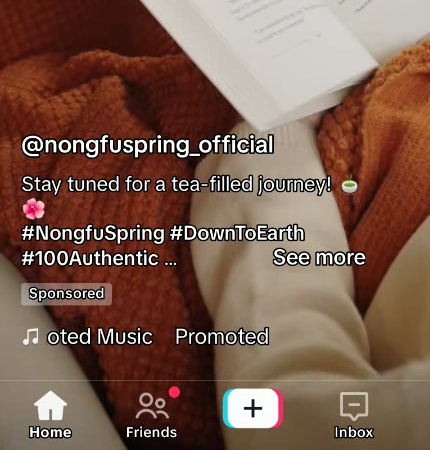 @nongfuspring_official
Stay tuned for a tea-filled journey! 🍵
🌺
#NongfuSpring #DownToEarth
#100Authentic ... See more
Sponsored
oted Music Promoted
Home Friends Inbox